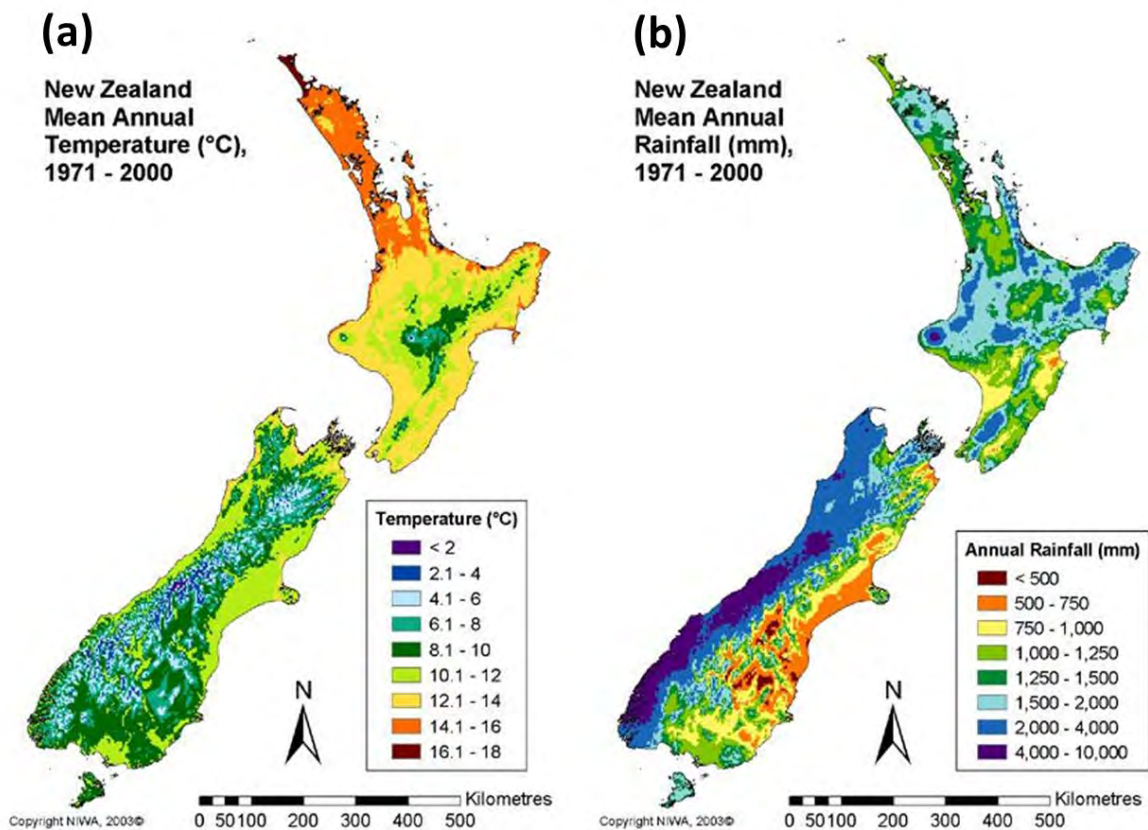 (a)
New Zealand
Mean Annual
Temperature (°C),
1971 - 2000
Temperature (°C)
< 2
2.1 - 4
4.1 - 6
6.1 - 8
8.1 - 10
10.1 - 12
12.1 - 14
14.1 - 16
16.1 - 18
N
Kilometres
0 50 100 200 300 400 500
Copyright NIWA, 2003©
(b)
New Zealand
Mean Annual
Rainfall (mm),
1971 - 2000
Annual Rainfall (mm)
< 500
500 - 750
750 - 1,000
1,000 - 1,250
1,250 - 1,500
1,500 - 2,000
2,000 - 4,000
4,000 - 10,000
N
Kilometres
0 50 100 200 300 400 500
Copyright NIWA, 2003©